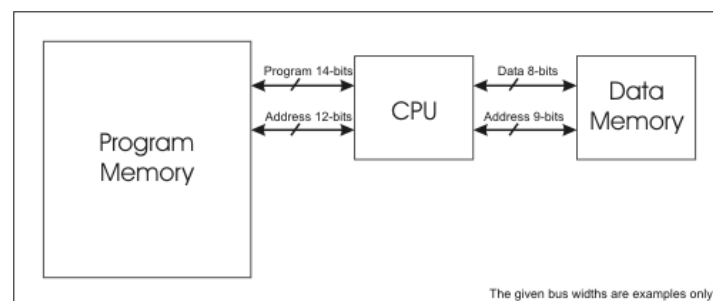 Program 14-bits
Data 8-bits
Program
Memory
CPU
Data
Memory
Address 12-bits
Address 9-bits
The given bus widths are examples only